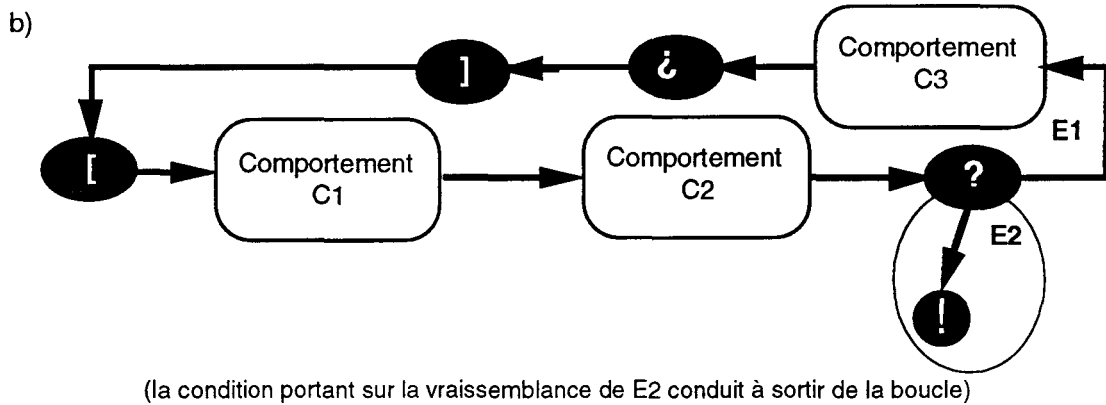 b)
] ¿ Comportement
C3
E1
[ Comportement
C1
Comportement
C2
?
E2
!
(la condition portant sur la vraissemblance de E2 conduit à sortir de la boucle)